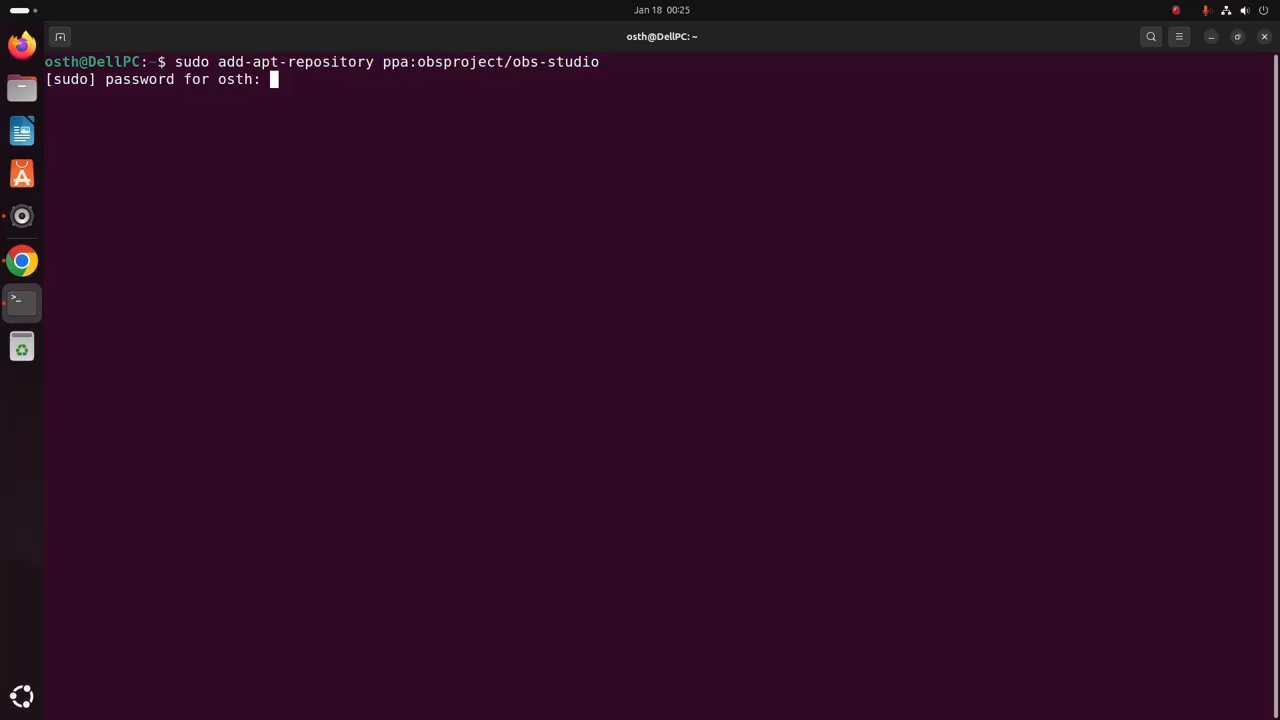 Jan 18 00:25
osth@DellPC: ~
osth@DellPC:~$ sudo add-apt-repository ppa:obsproject/obs-studio
[sudo] password for osth: